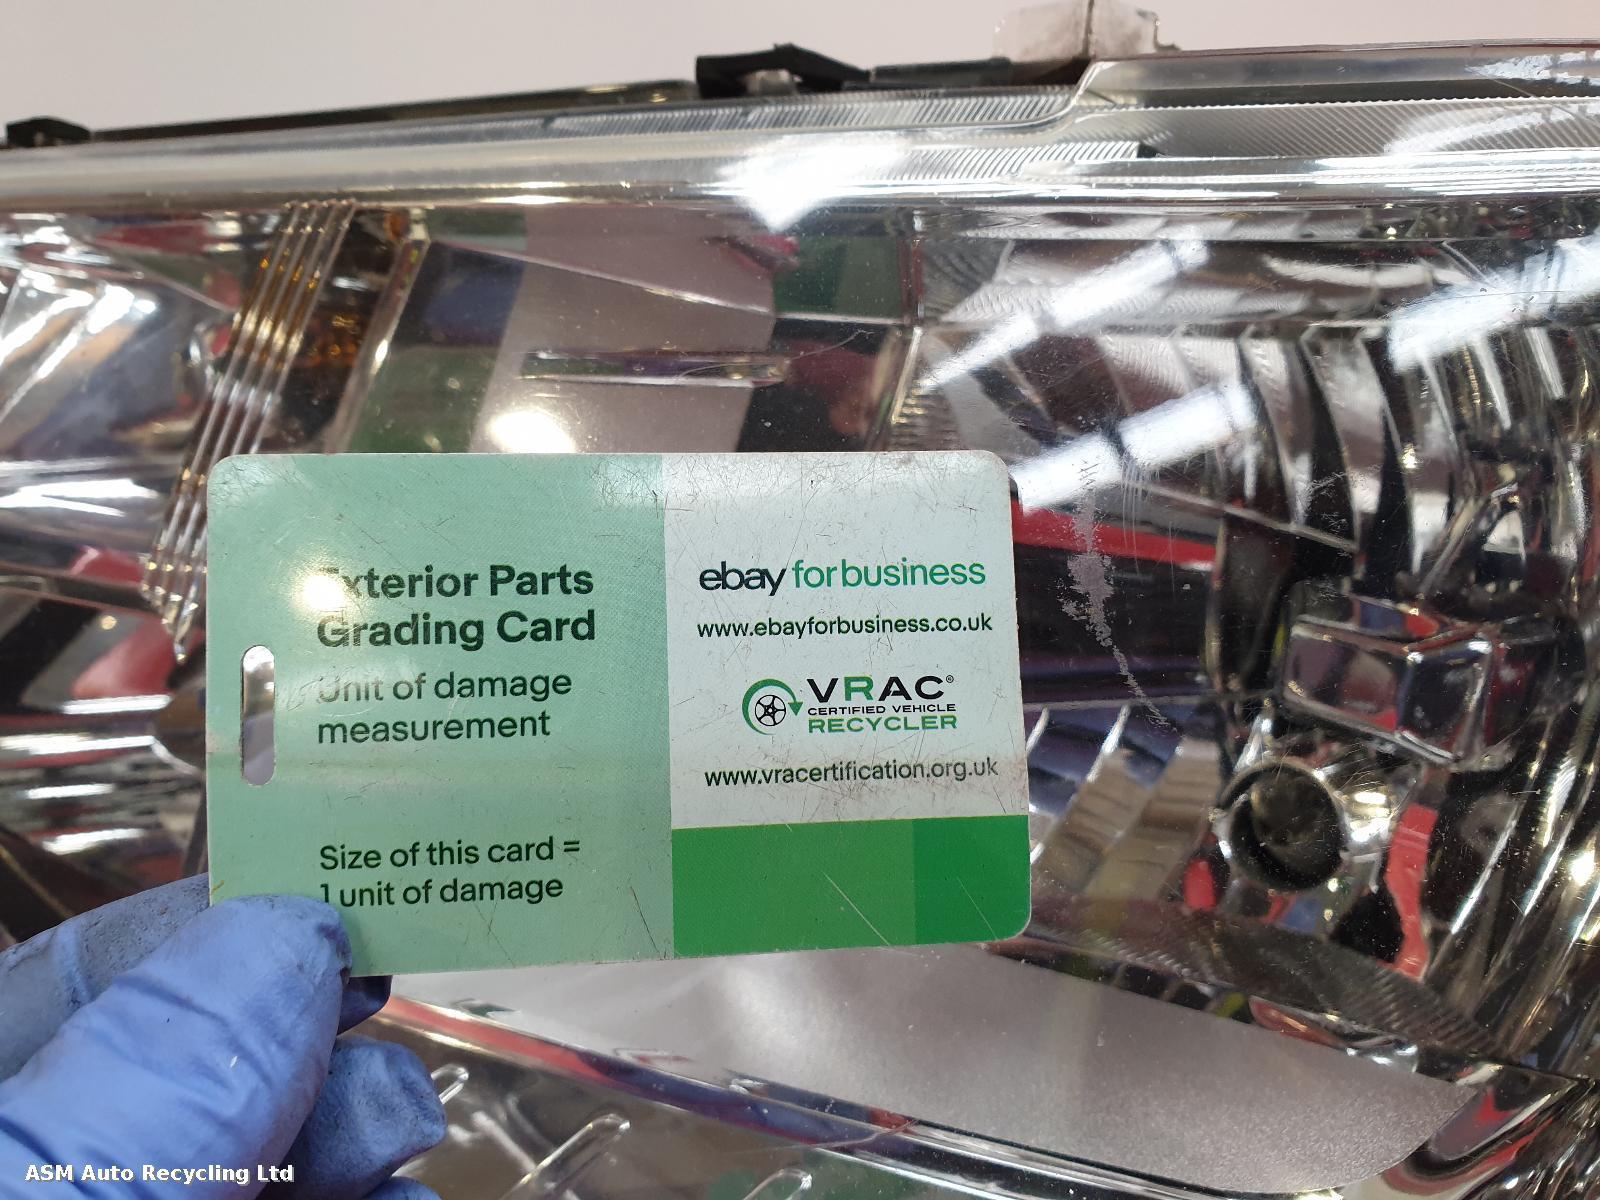 Exterior Parts
Grading Card
Unit of damage
measurement
Size of this card =
1 unit of damage
ebay for business
www.ebayforbusiness.co.uk
VRAC®
CERTIFIED VEHICLE
RECYCLER
www.vracertification.org.uk
ASM Auto Recycling Ltd